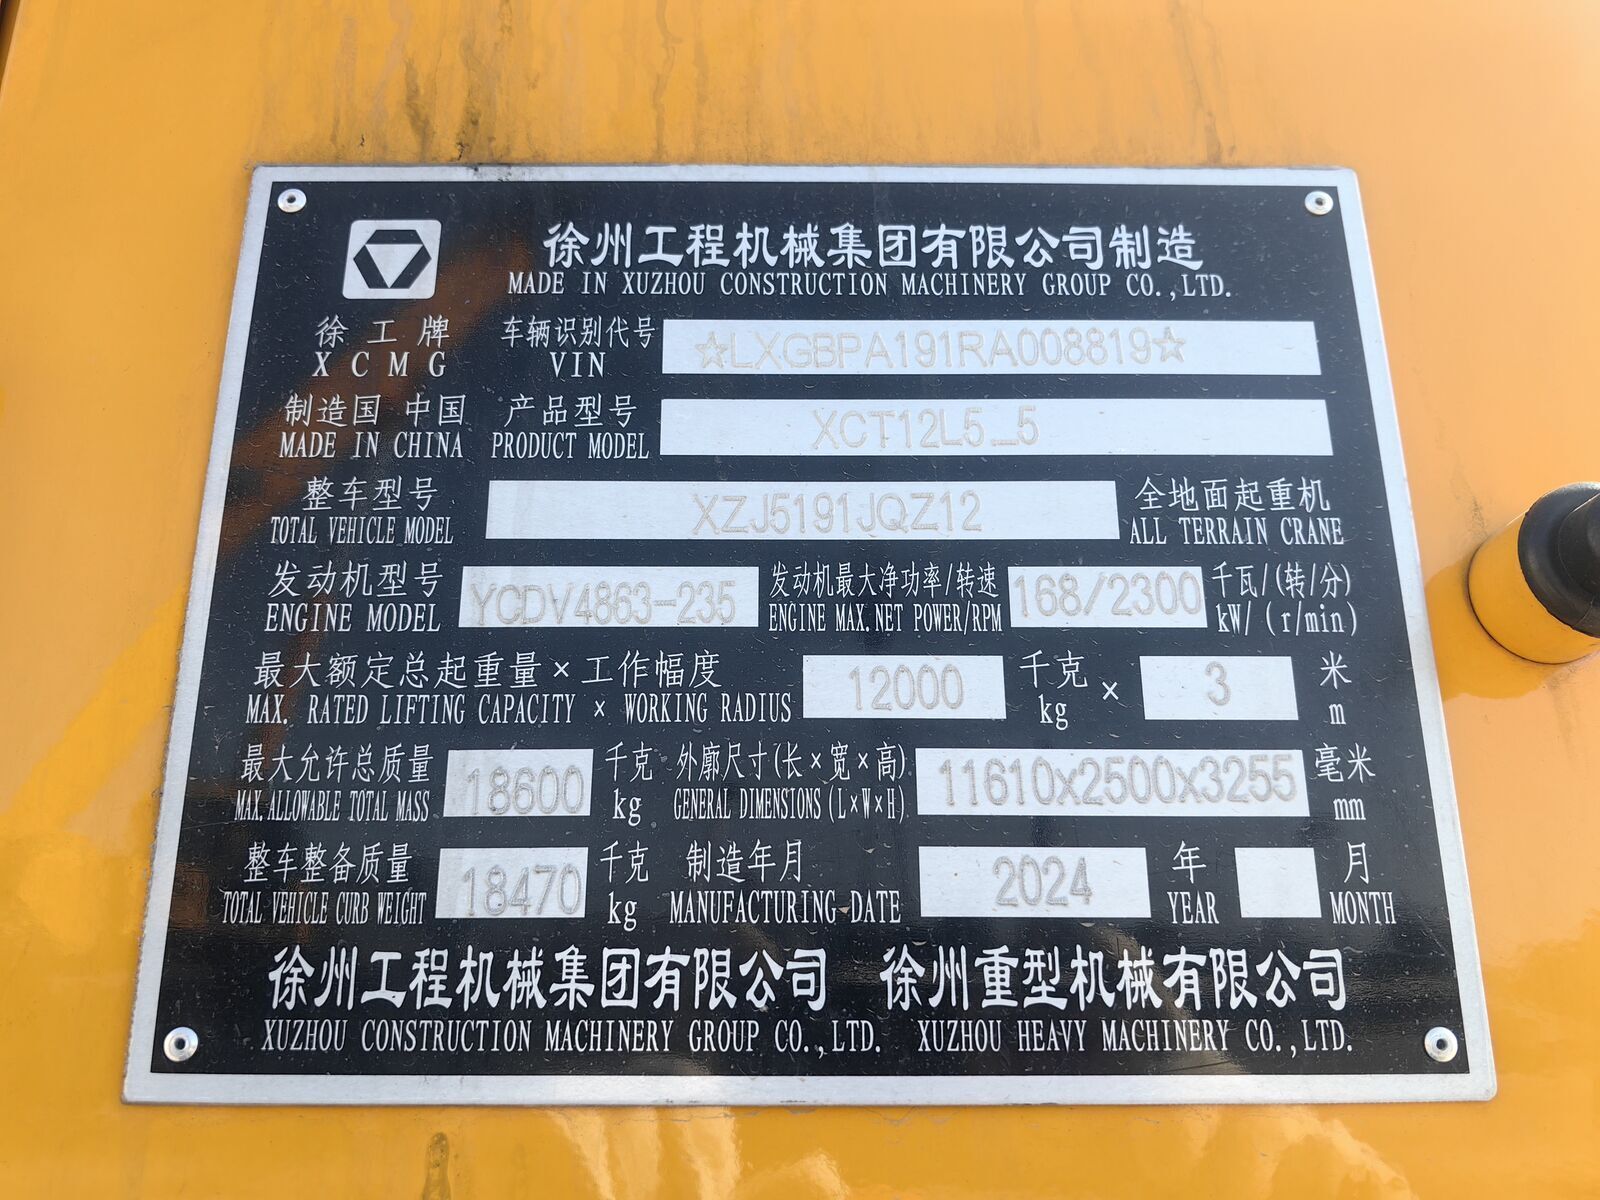 徐州工程机械集团有限公司制造
MADE IN XUZHOU CONSTRUCTION MACHINERY GROUP CO.,LTD.
徐工牌 车辆识别代号 ☆LXGBPA191RA008819☆
XCMG VIN
制造国 中国 产品型号 XCT12L5_5
MADE IN CHINA PRODUCT MODEL
整车型号 XZJ5191JQZ12 全地面起重机
TOTAL VEHICLE MODEL ALL TERRAIN CRANE
发动机型号 YCDV4863-235 发动机最大净功率/转速 168/2300 千瓦/(转/分)
ENGINE MODEL ENGINE MAX.NET POWER/RPM kW/(r/min)
最大额定总起重量×工作幅度 12000 千克 × 3 米
MAX. RATED LIFTING CAPACITY × WORKING RADIUS kg m
最大允许总质量 18600 千克 外廓尺寸(长×宽×高) 11610x2500x3255 毫米
MAX.ALLOWABLE TOTAL MASS kg GENERAL DIMENSIONS(L×W×H) mm
整车整备质量 18470 千克 制造年月 2024 年 月
TOTAL VEHICLE CURB WEIGHT kg MANUFACTURING DATE YEAR MONTH
徐州工程机械集团有限公司 徐州重型机械有限公司
XUZHOU CONSTRUCTION MACHINERY GROUP CO.,LTD. XUZHOU HEAVY MACHINERY CO.,LTD.